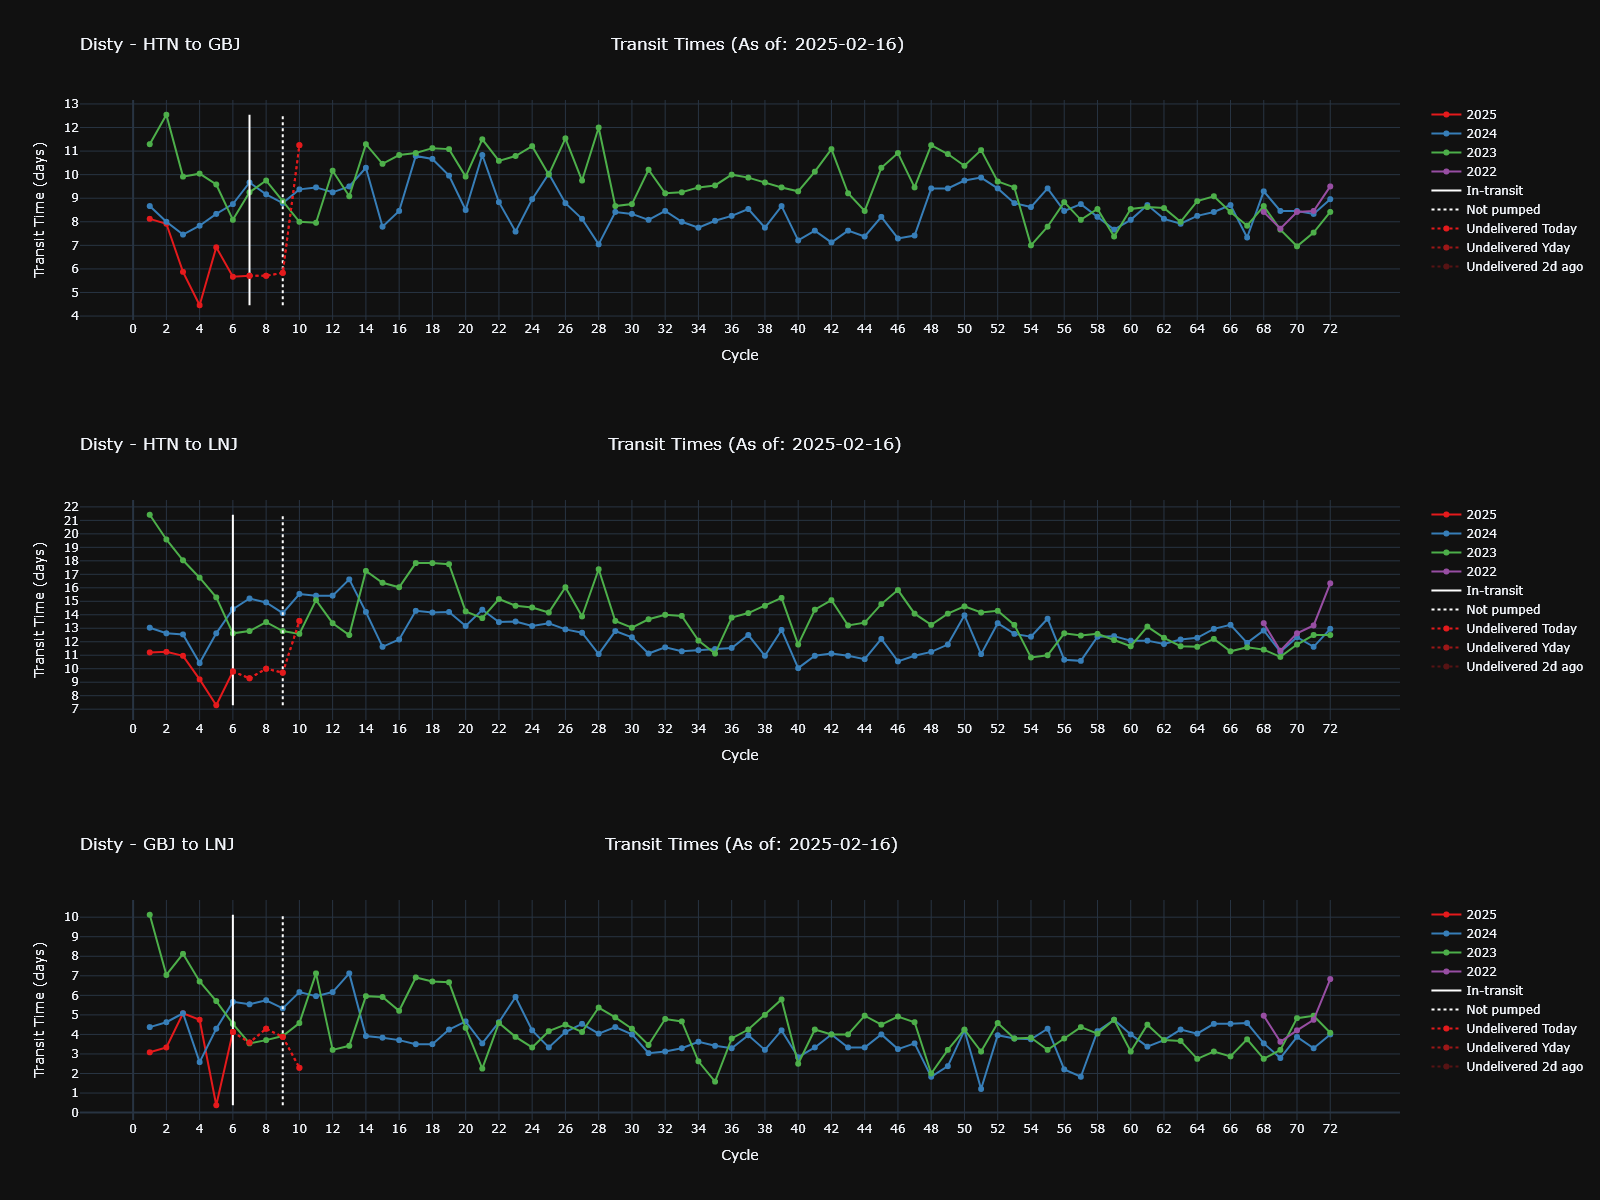 Disty - HTN to GBJ
Transit Times (As of: 2025-02-16)
Transit Time (days)
13
12
11
10
9
8
7
6
5
4
0 2 4 6 8 10 12 14 16 18 20 22 24 26 28 30 32 34 36 38 40 42 44 46 48 50 52 54 56 58 60 62 64 66 68 70 72
Cycle
2025
2024
2023
2022
In-transit
Not pumped
Undelivered Today
Undelivered Yday
Undelivered 2d ago
Disty - HTN to LNJ
Transit Times (As of: 2025-02-16)
Transit Time (days)
22
21
20
19
18
17
16
15
14
13
12
11
10
9
8
7
0 2 4 6 8 10 12 14 16 18 20 22 24 26 28 30 32 34 36 38 40 42 44 46 48 50 52 54 56 58 60 62 64 66 68 70 72
Cycle
2025
2024
2023
2022
In-transit
Not pumped
Undelivered Today
Undelivered Yday
Undelivered 2d ago
Disty - GBJ to LNJ
Transit Times (As of: 2025-02-16)
Transit Time (days)
10
9
8
7
6
5
4
3
2
1
0
0 2 4 6 8 10 12 14 16 18 20 22 24 26 28 30 32 34 36 38 40 42 44 46 48 50 52 54 56 58 60 62 64 66 68 70 72
Cycle
2025
2024
2023
2022
In-transit
Not pumped
Undelivered Today
Undelivered Yday
Undelivered 2d ago